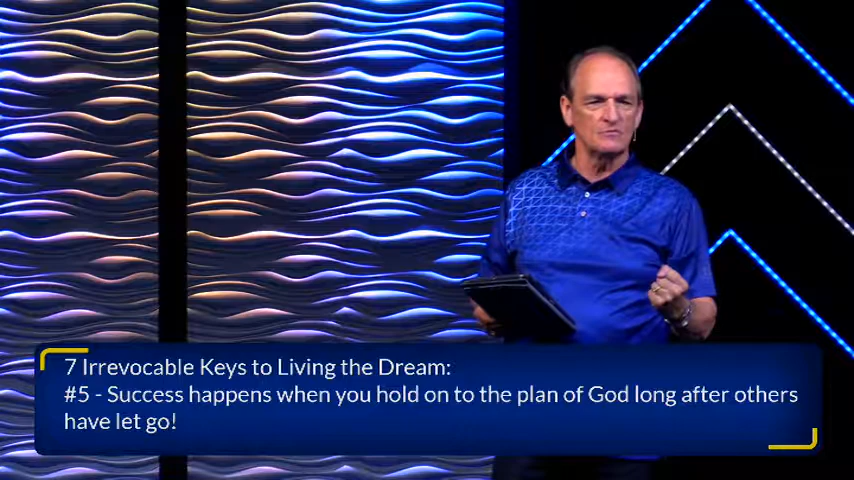 7 Irrevocable Keys to Living the Dream:
#5 - Success happens when you hold on to the plan of God long after others
have let go!